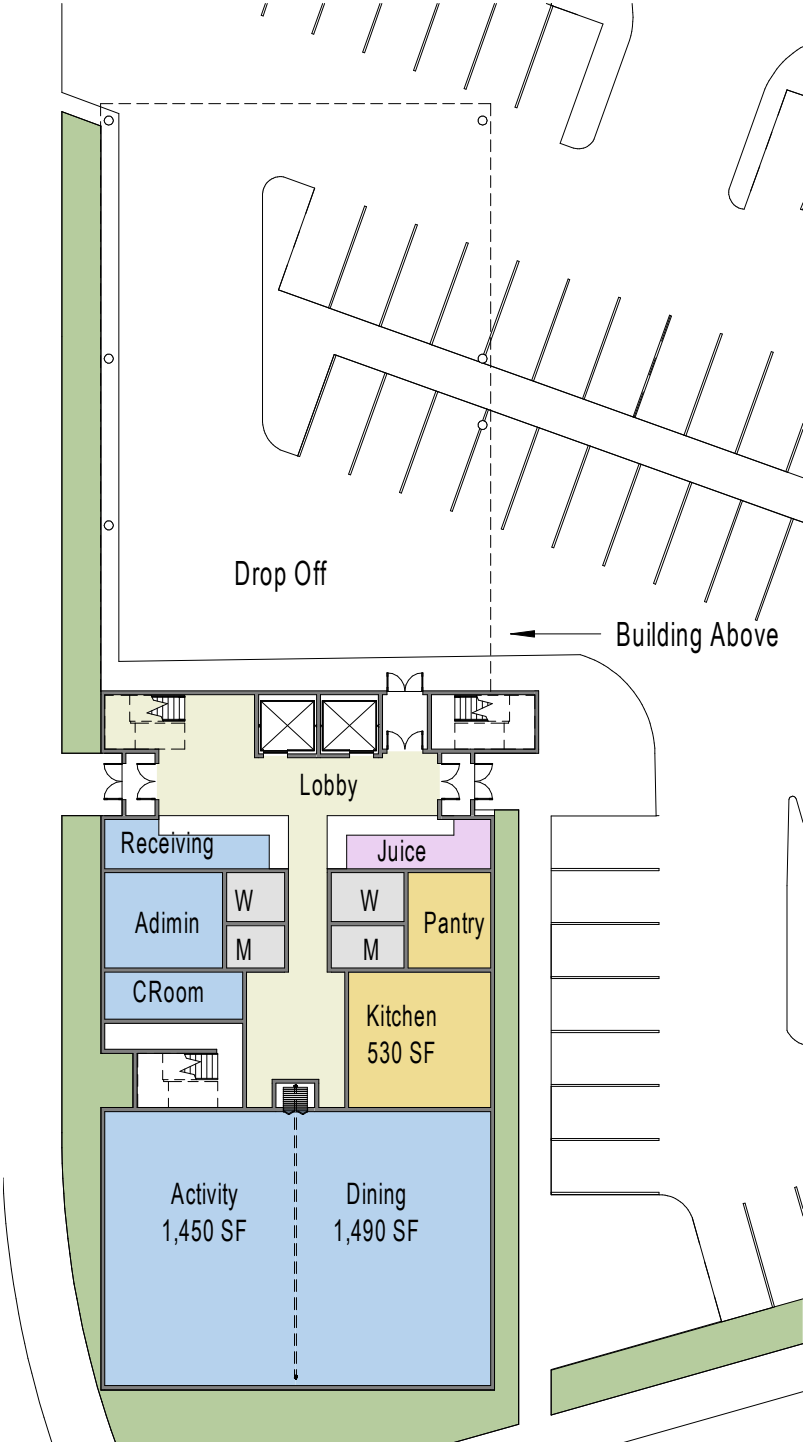 Drop Off
Building Above
Lobby
Receiving
Juice
W
W
Adimin
Pantry
M
M
CRoom
Kitchen
530 SF
Activity
1,450 SF
Dining
1,490 SF